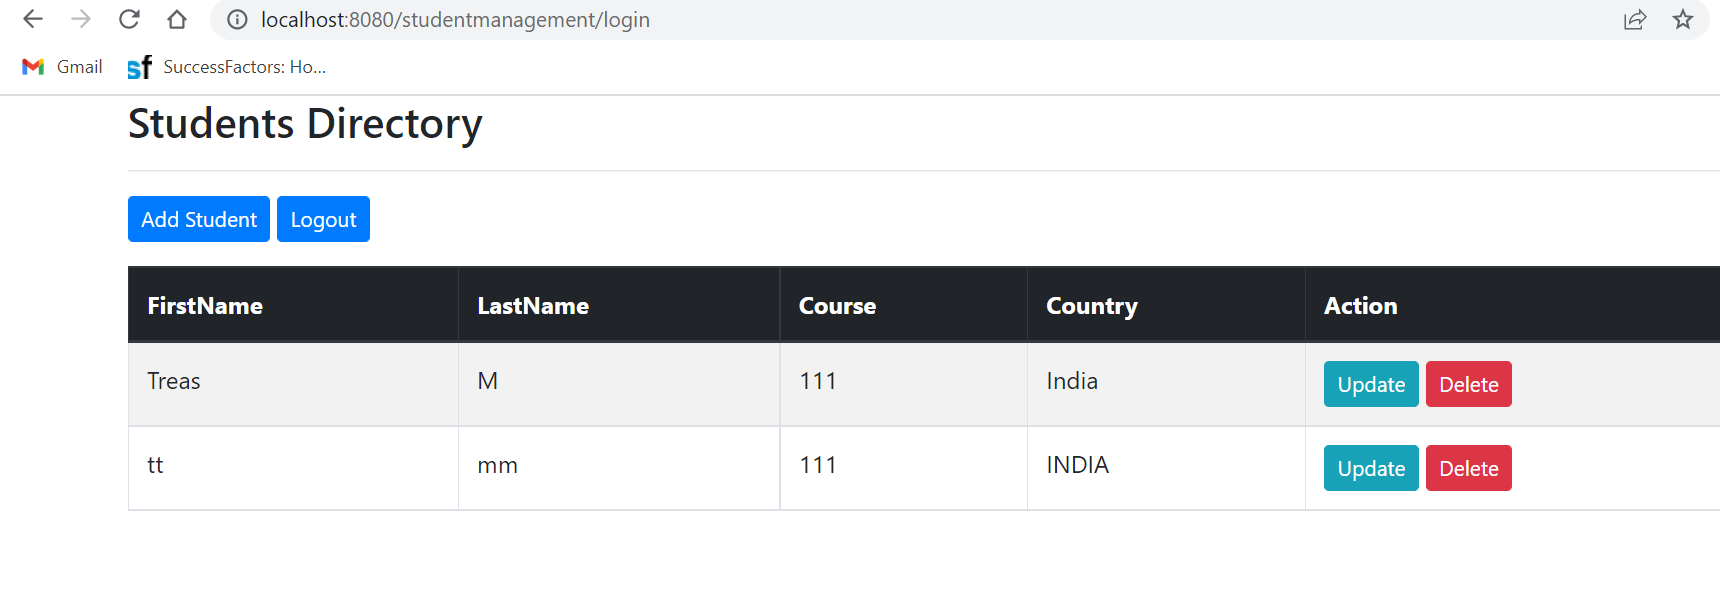 localhost:8080/studentmanagement/login
Gmail sf SuccessFactors: Ho...
Students Directory
Add Student Logout
FirstName LastName Course Country Action
Treas M 111 India Update Delete
tt mm 111 INDIA Update Delete